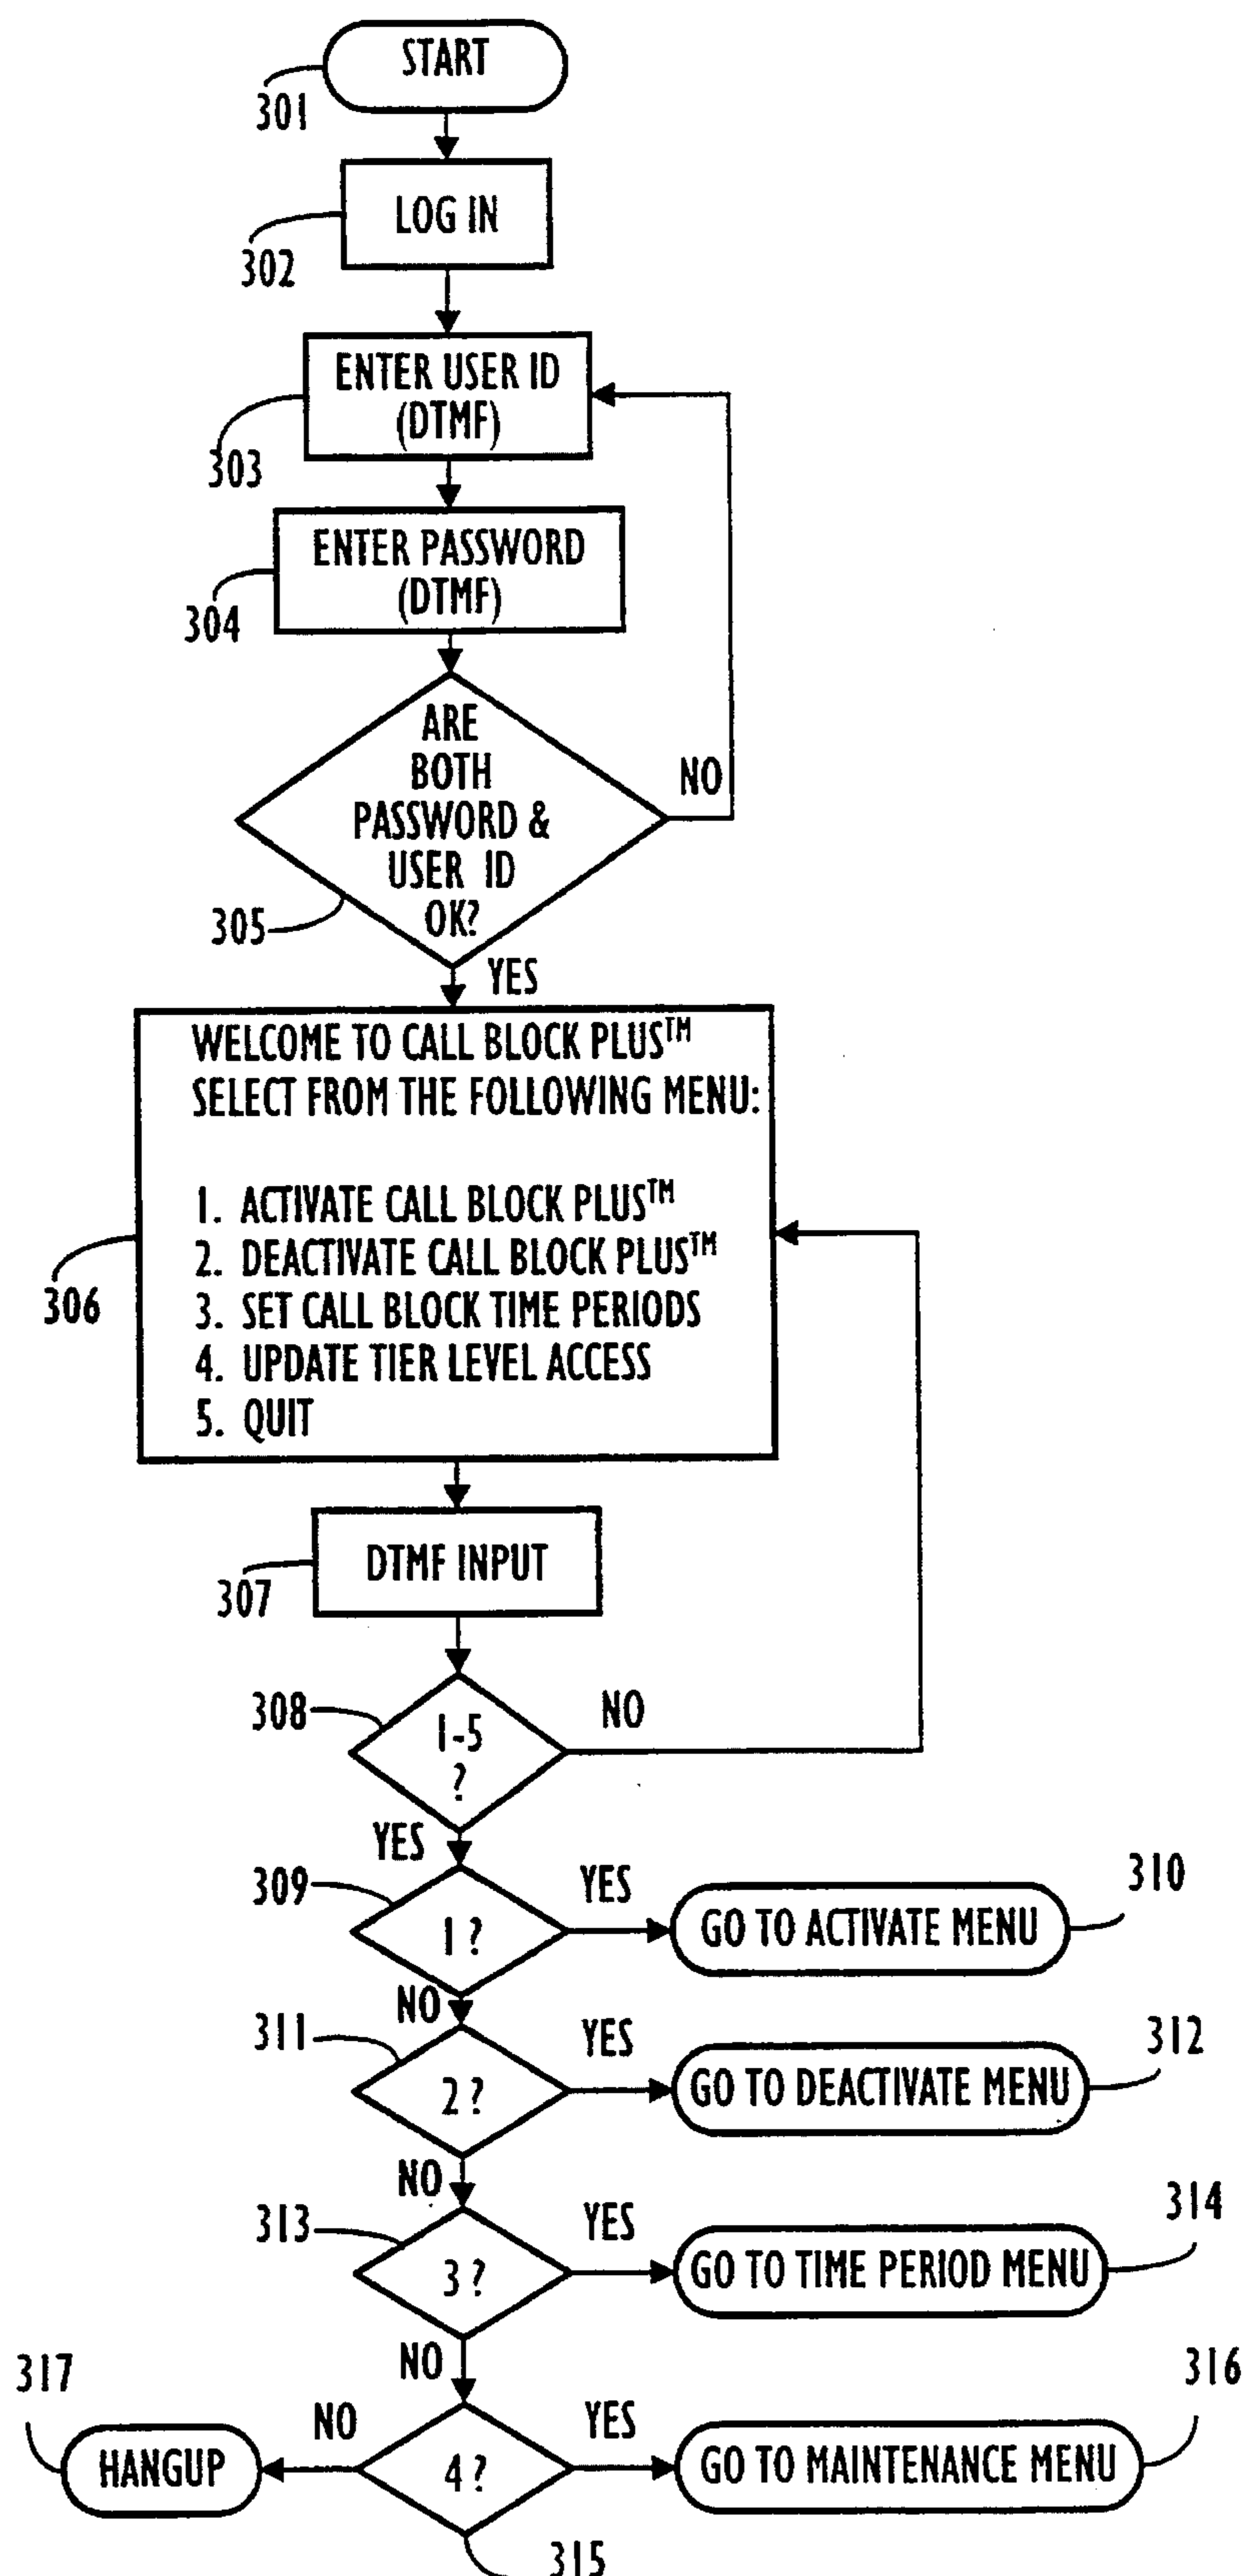 START
301
LOG IN
302
ENTER USER ID
(DTMF)
303
ENTER PASSWORD
(DTMF)
304
ARE
BOTH
PASSWORD &
USER ID
OK?
NO
305
YES
WELCOME TO CALL BLOCK PLUS™
SELECT FROM THE FOLLOWING MENU:
1. ACTIVATE CALL BLOCK PLUS™
2. DEACTIVATE CALL BLOCK PLUS™
3. SET CALL BLOCK TIME PERIODS
4. UPDATE TIER LEVEL ACCESS
5. QUIT
306
DTMF INPUT
307
308
1-5
?
NO
YES
309
1 ?
YES
GO TO ACTIVATE MENU
310
NO
311
2 ?
YES
GO TO DEACTIVATE MENU
312
NO
313
3 ?
YES
GO TO TIME PERIOD MENU
314
NO
317
HANGUP
NO
4 ?
YES
GO TO MAINTENANCE MENU
316
315